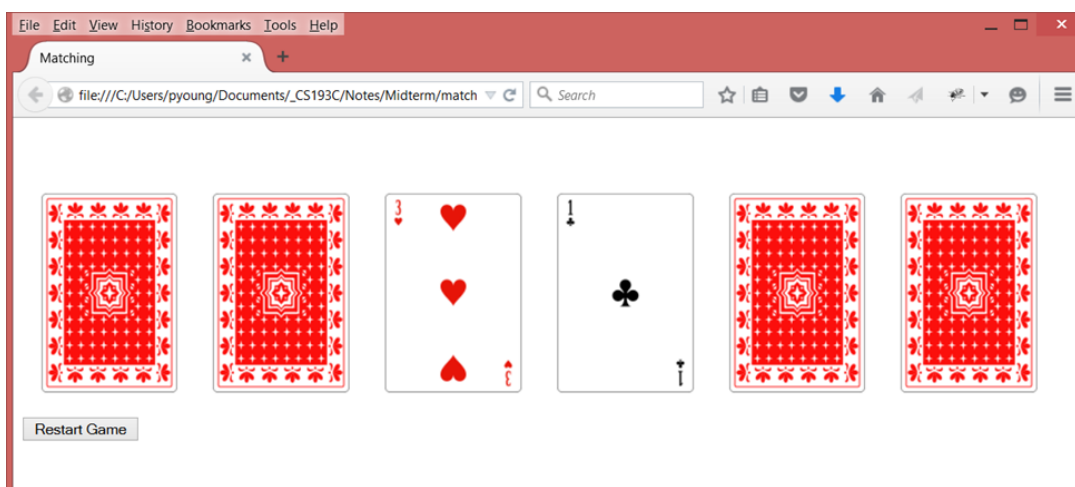 File Edit View History Bookmarks Tools Help
Matching
file:///C:/Users/pyoung/Documents/_CS193C/Notes/Midterm/match Search
3 1
3 1
Restart Game